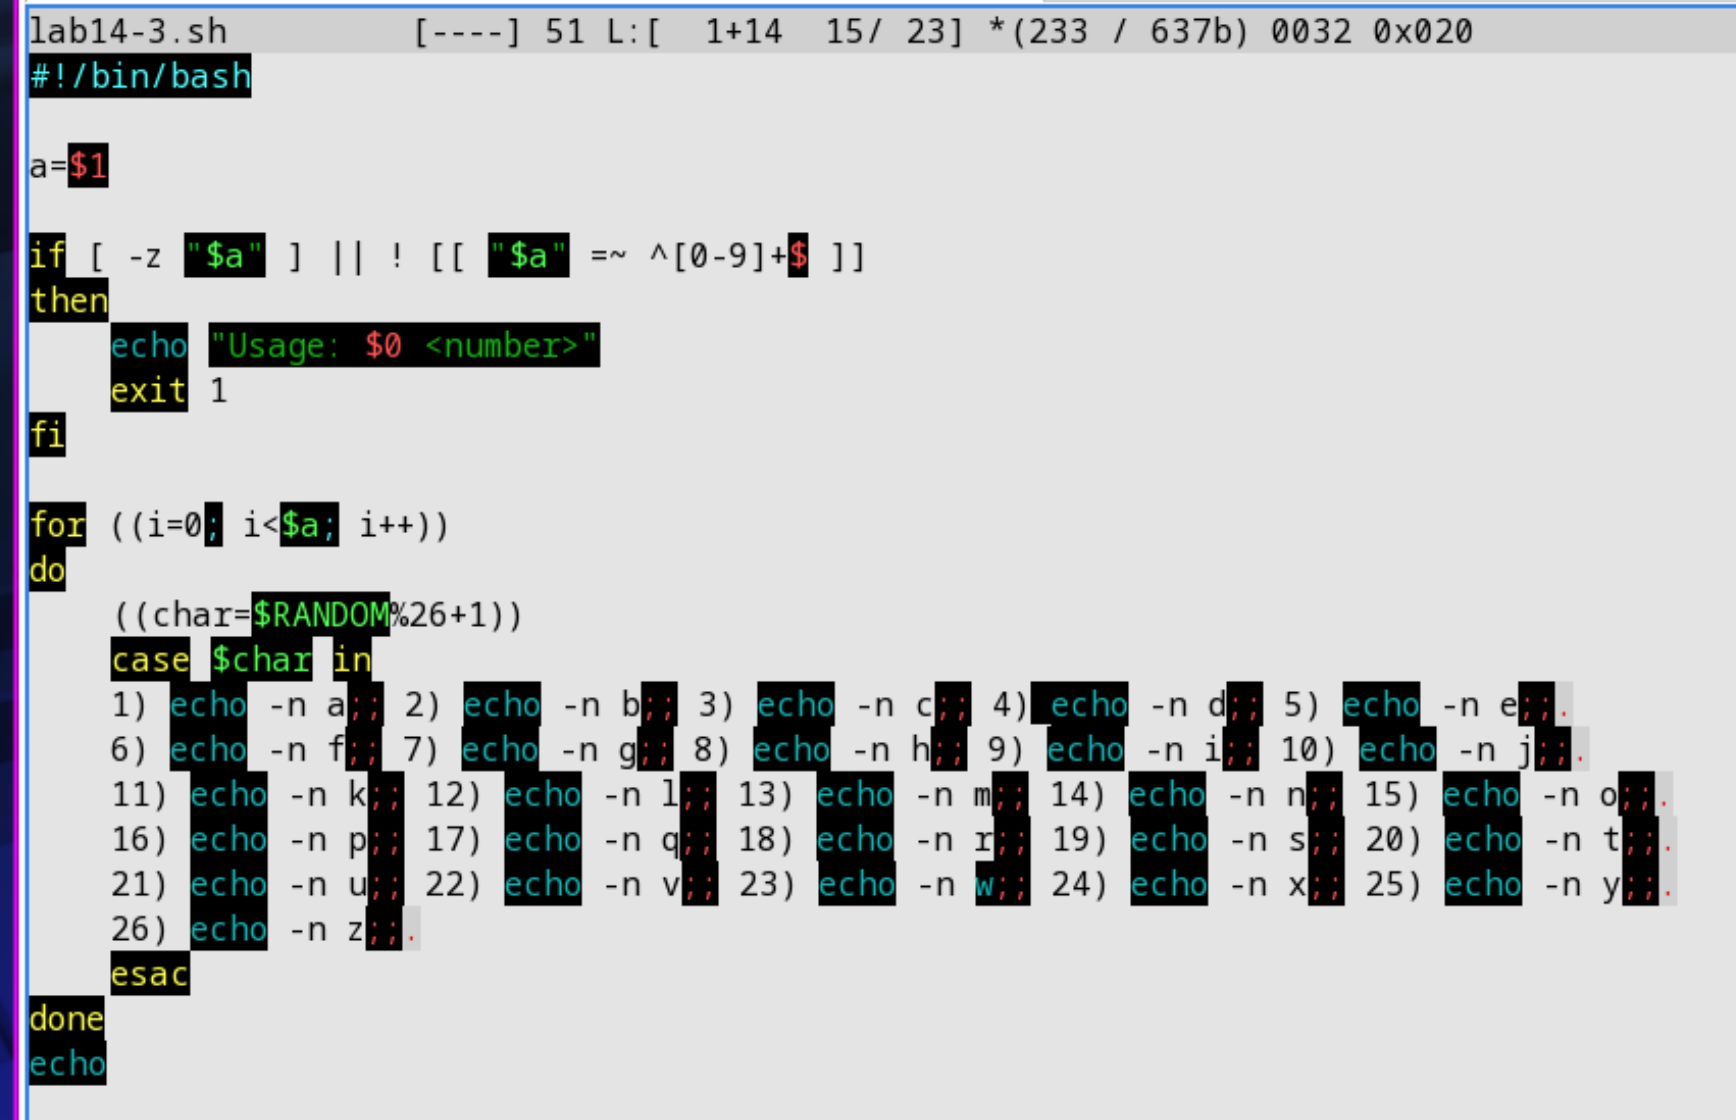 lab14-3.sh         [----] 51 L:[  1+14  15/ 23] *(233 / 637b) 0032 0x020
#!/bin/bash
a=$1
if [ -z "$a" ] || ! [[ "$a" =~ ^[0-9]+$ ]]
then
    echo "Usage: $0 <number>"
    exit 1
fi
for ((i=0; i<$a; i++))
do
    ((char=$RANDOM%26+1))
    case $char in
    1) echo -n a;; 2) echo -n b;; 3) echo -n c;; 4) echo -n d;; 5) echo -n e;;.
    6) echo -n f;; 7) echo -n g;; 8) echo -n h;; 9) echo -n i;; 10) echo -n j;;.
    11) echo -n k;; 12) echo -n l;; 13) echo -n m;; 14) echo -n n;; 15) echo -n o;;.
    16) echo -n p;; 17) echo -n q;; 18) echo -n r;; 19) echo -n s;; 20) echo -n t;;.
    21) echo -n u;; 22) echo -n v;; 23) echo -n w;; 24) echo -n x;; 25) echo -n y;;.
    26) echo -n z;;.
    esac
done
echo